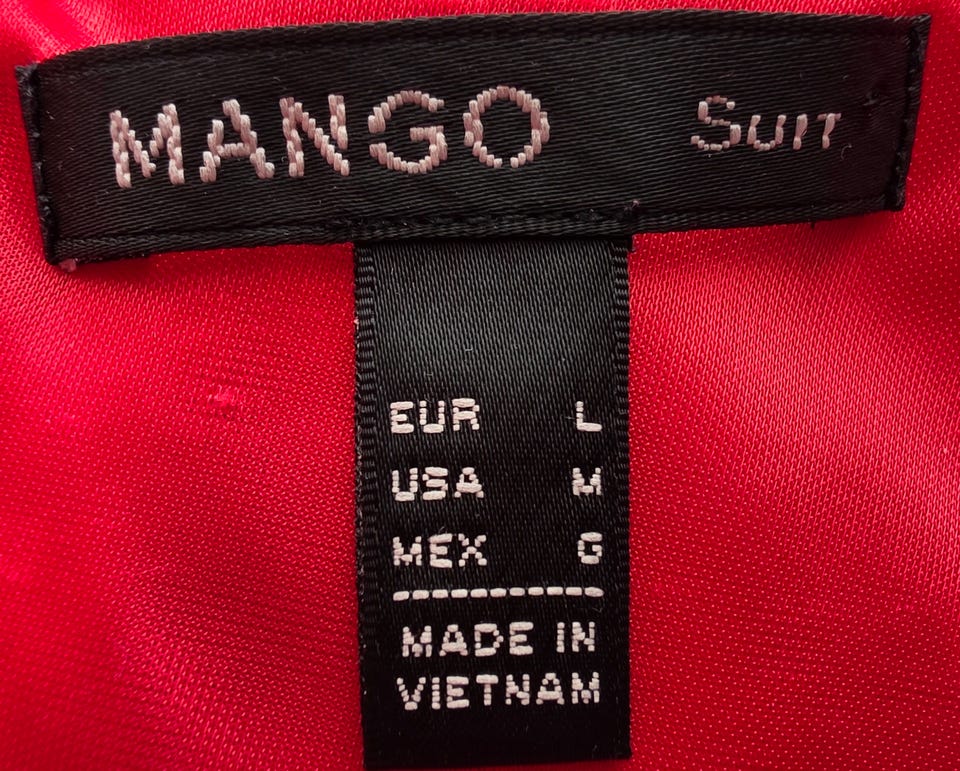 MANGO Suit
EUR L
USA M
MEX G
MADE IN
VIETNAM